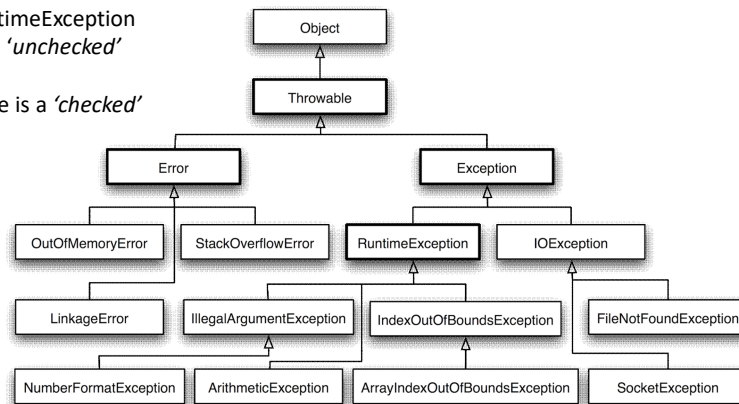 timeException
‘unchecked’
e is a ‘checked’
Object
Throwable
Error
Exception
OutOfMemoryError
StackOverflowError
RuntimeException
IOException
LinkageError
IllegalArgumentException
IndexOutOfBoundsException
FileNotFoundException
NumberFormatException
ArithmeticException
ArrayIndexOutOfBoundsException
SocketException